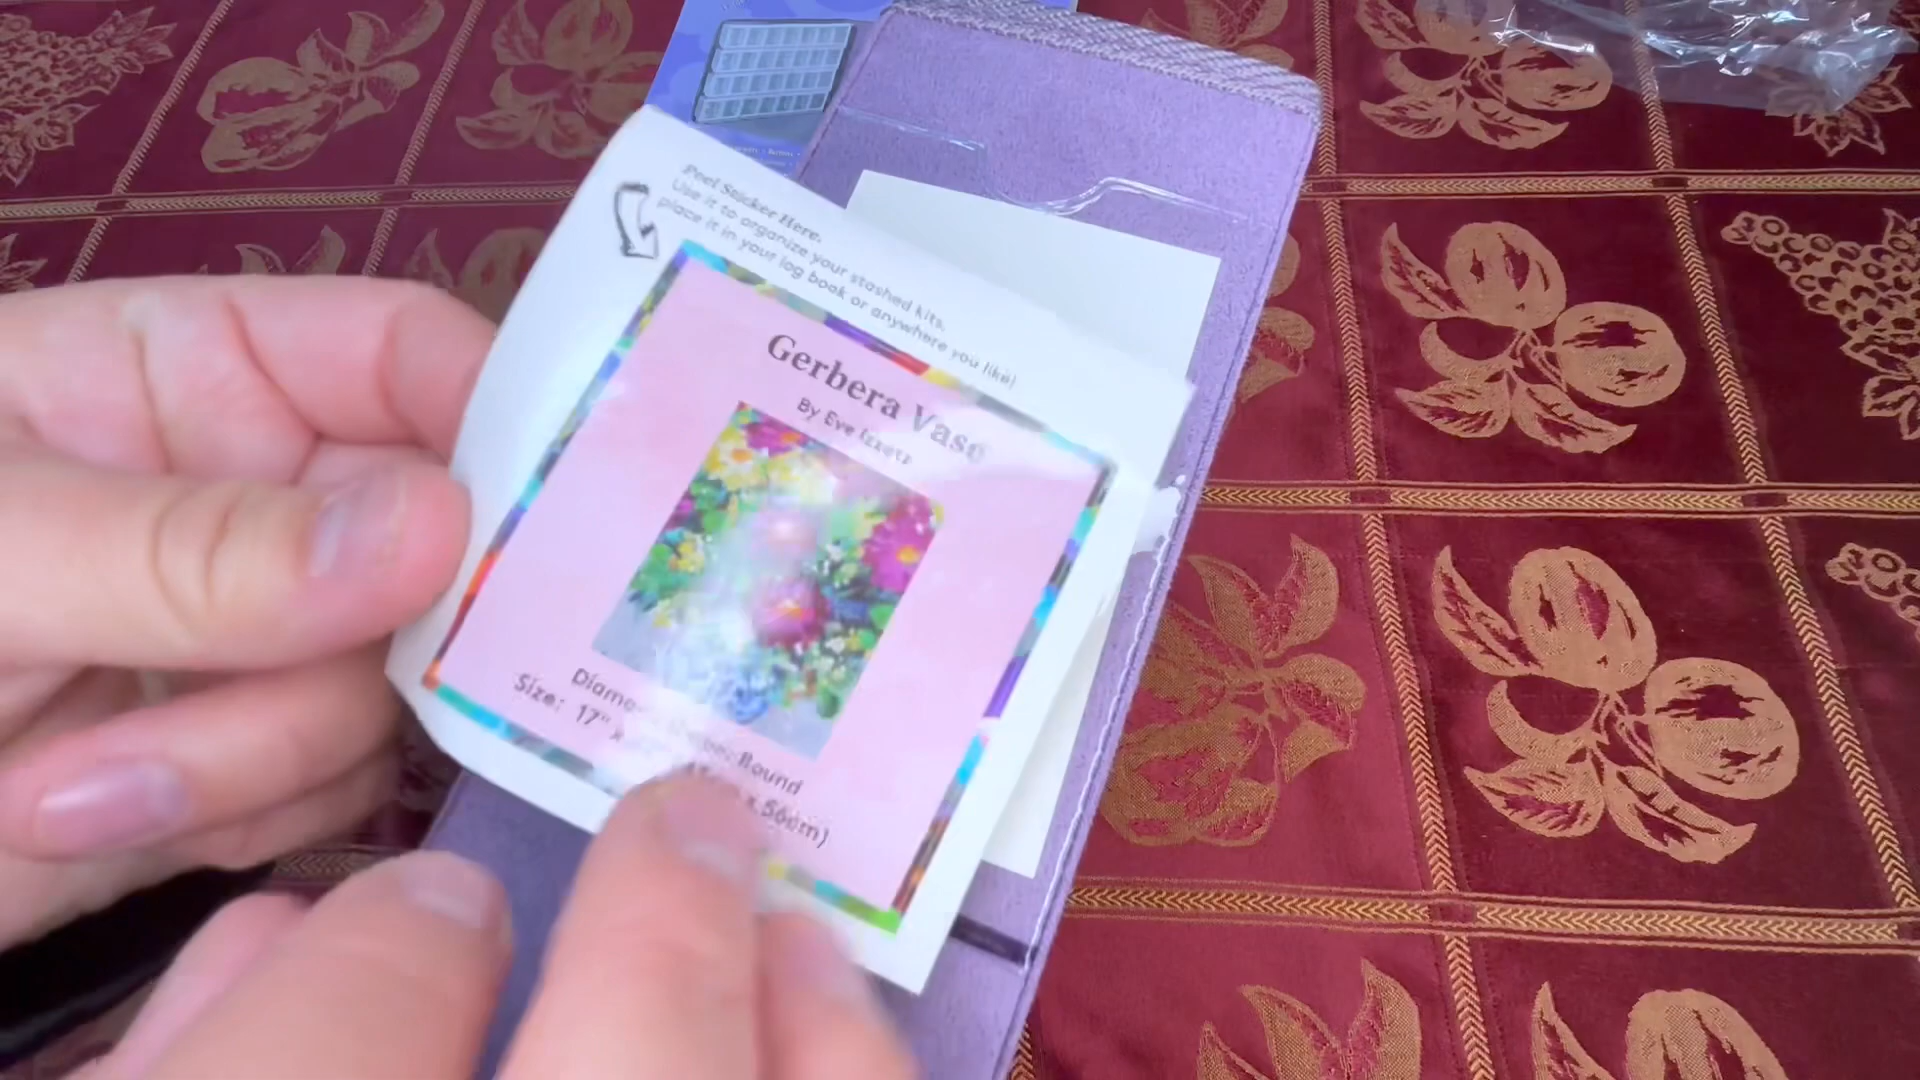 Peel Sticker Here.
Use it to organize your stashed kits,
place it in your log book or anywhere you like!
Gerbera Vase
By Eve Izzett
Round
Size: 17" x
x 56cm)